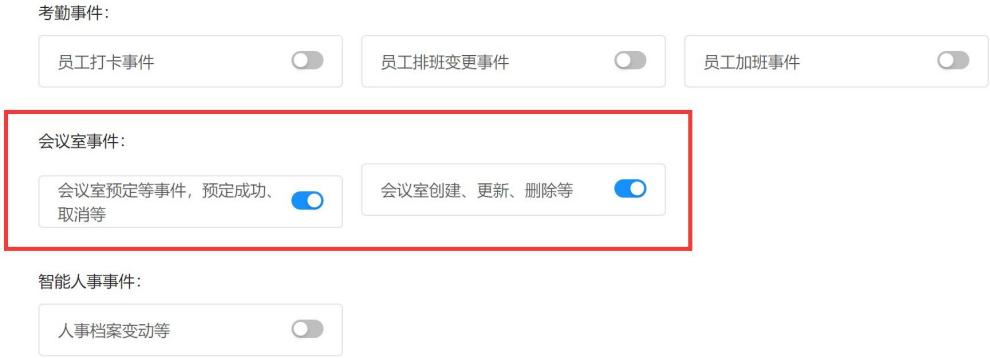 考勤事件：
员工打卡事件
员工排班变更事件
员工加班事件
会议室事件：
会议室预定等事件，预定成功、
取消等
会议室创建、更新、删除等
智能人事事件：
人事档案变动等